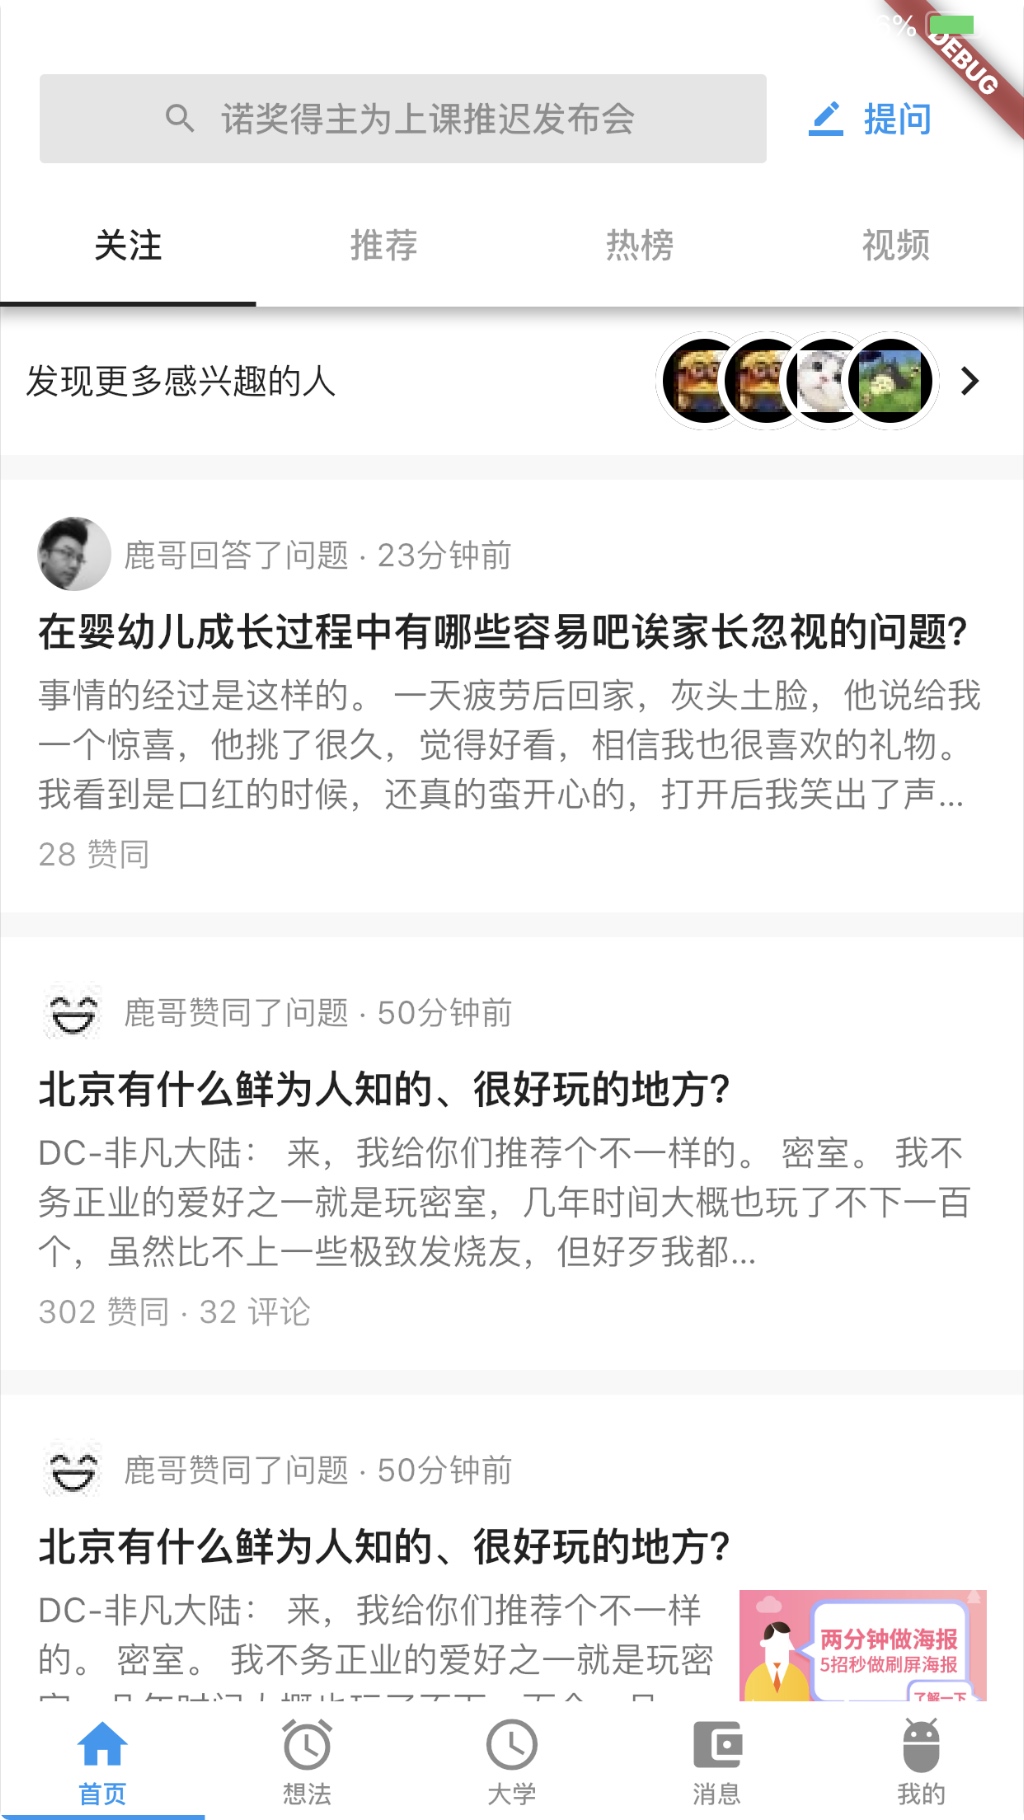 6%
DEBUG
诺奖得主为上课推迟发布会
提问
关注 推荐 热榜 视频
发现更多感兴趣的人
鹿哥回答了问题 · 23分钟前
在婴幼儿成长过程中有哪些容易吧诶家长忽视的问题?
事情的经过是这样的。 一天疲劳后回家，灰头土脸，他说给我
一个惊喜，他挑了很久，觉得好看，相信我也很喜欢的礼物。
我看到是口红的时候，还真的蛮开心的，打开后我笑出了声...
28 赞同
鹿哥赞同了问题 · 50分钟前
北京有什么鲜为人知的、很好玩的地方?
DC-非凡大陆： 来，我给你们推荐个不一样的。 密室。 我不
务正业的爱好之一就是玩密室，几年时间大概也玩了不下一百
个，虽然比不上一些极致发烧友，但好歹我都...
302 赞同 · 32 评论
鹿哥赞同了问题 · 50分钟前
北京有什么鲜为人知的、很好玩的地方?
DC-非凡大陆： 来，我给你们推荐个不一样
的。 密室。 我不务正业的爱好之一就是玩密
两分钟做海报
5招秒做刷屏海报
了解一下
首页 想法 大学 消息 我的